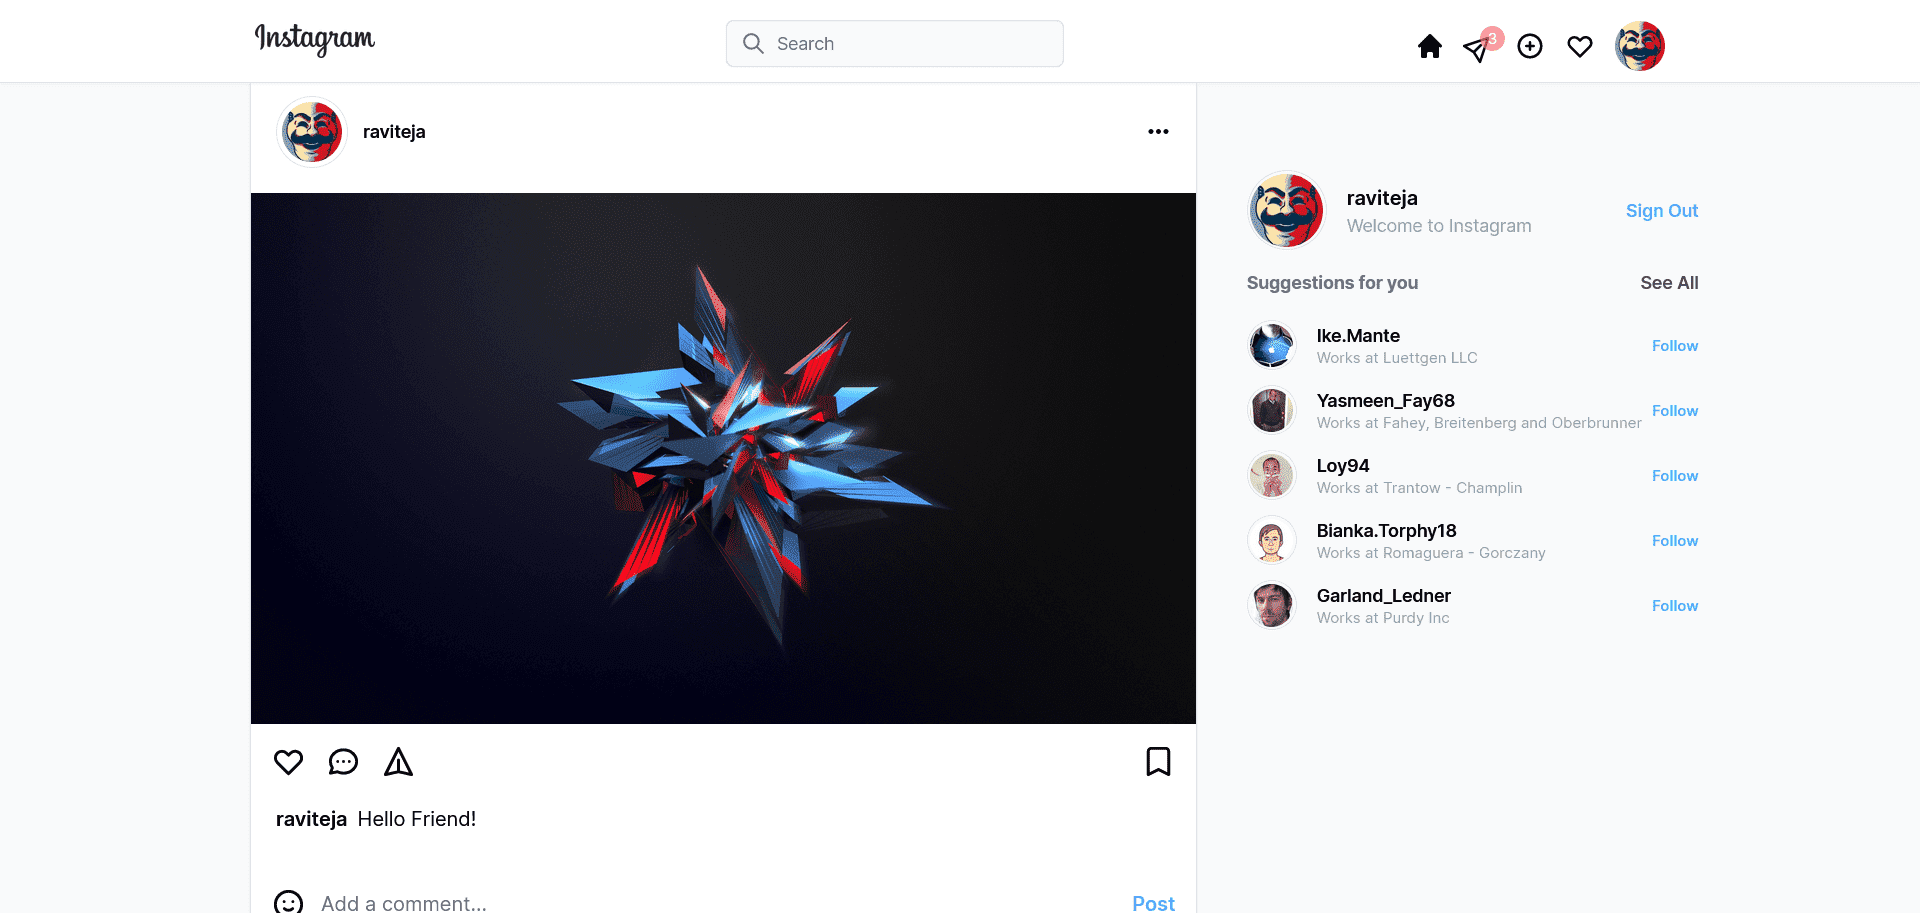 Instagram
Search
3
raviteja
raviteja
Welcome to Instagram
Sign Out
Suggestions for you
See All
Ike.Mante
Works at Luettgen LLC
Follow
Yasmeen_Fay68
Works at Fahey, Breitenberg and Oberbrunner
Follow
Loy94
Works at Trantow - Champlin
Follow
Bianka.Torphy18
Works at Romaguera - Gorczany
Follow
Garland_Ledner
Works at Purdy Inc
Follow
raviteja Hello Friend!
Add a comment...
Post